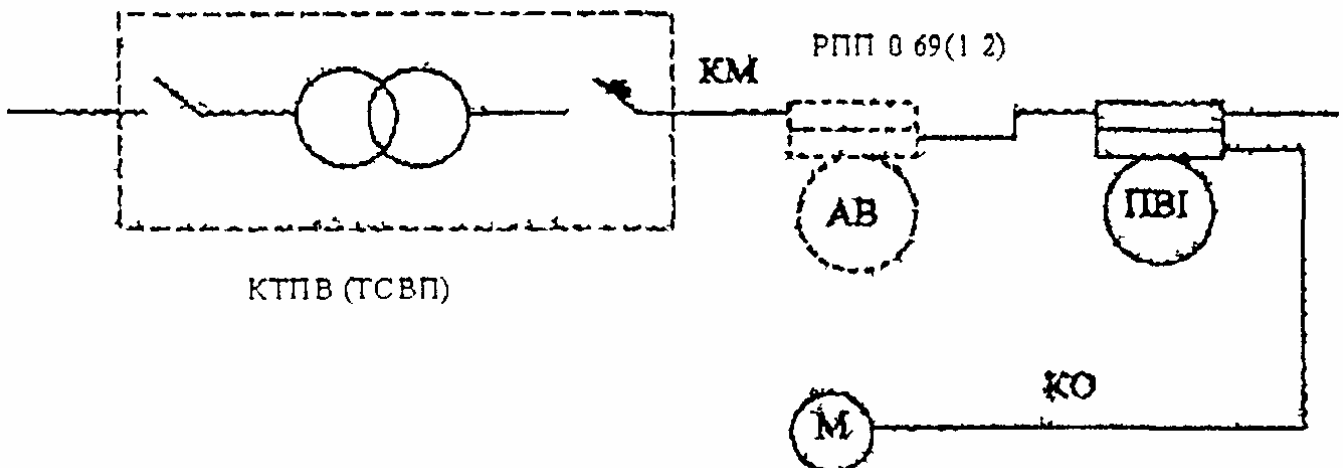 РПП 0 69(1 2)
КМ
АВ
ПВІ
КТПВ (ТСВП)
КО
М